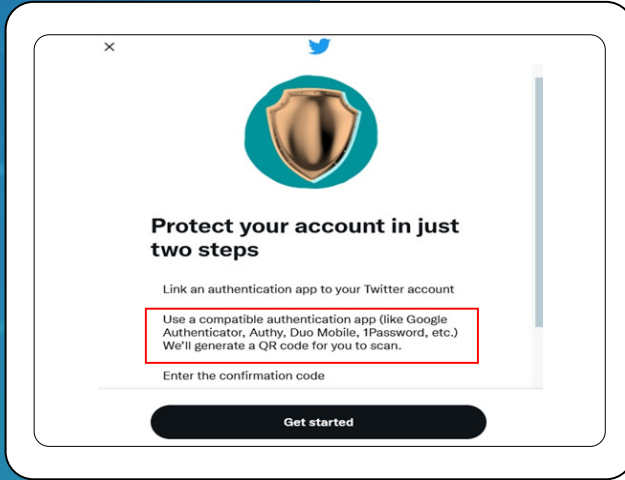 Protect your account in just
two steps
Link an authentication app to your Twitter account
Use a compatible authentication app (like Google
Authenticator, Authy, Duo Mobile, 1Password, etc.)
We'll generate a QR code for you to scan.
Enter the confirmation code
Get started